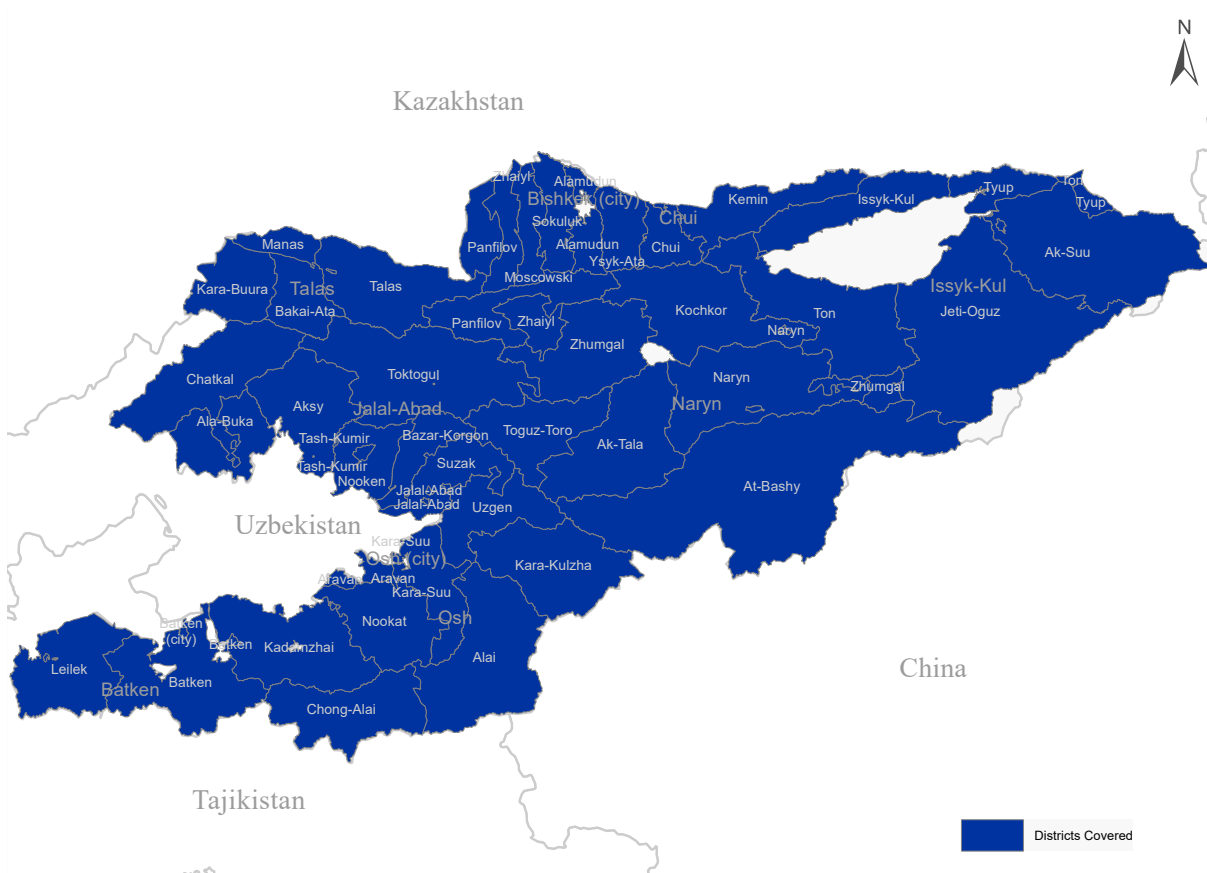 N
Kazakhstan
Zhaiyl
Alamudun
Ton
Tyup
Kemin
Issyk-Kul
Bishkek (city)
Tyup
Sokuluk
Chui
Manas
Panfilov
Alamudun
Chui
Ak-Suu
Ysyk-Ata
Moscowski
Kara-Buura
Talas
Talas
Issyk-Kul
Bakai-Ata
Kochkor
Ton
Jeti-Oguz
Panfilov
Zhaiyl
Naryn
Zhumgal
Chatkal
Toktogul
Naryn
Zhumgal
Aksy
Jalal-Abad
Naryn
Ala-Buka
Tash-Kumir
Bazar-Korgon
Toguz-Toro
Ak-Tala
Tash-Kumir
Suzak
Nooken
At-Bashy
Jalal-Abad
Jalal-Abad
Uzgen
Uzbekistan
Kara-Suu
Osh (city)
Kara-Kulzha
Aravan
Aravan
Kara-Suu
Nookat
Osh
Batken
(city)
Batken
Kadamzhai
Alai
Leilek
China
Batken
Batken
Chong-Alai
Tajikistan
Districts Covered